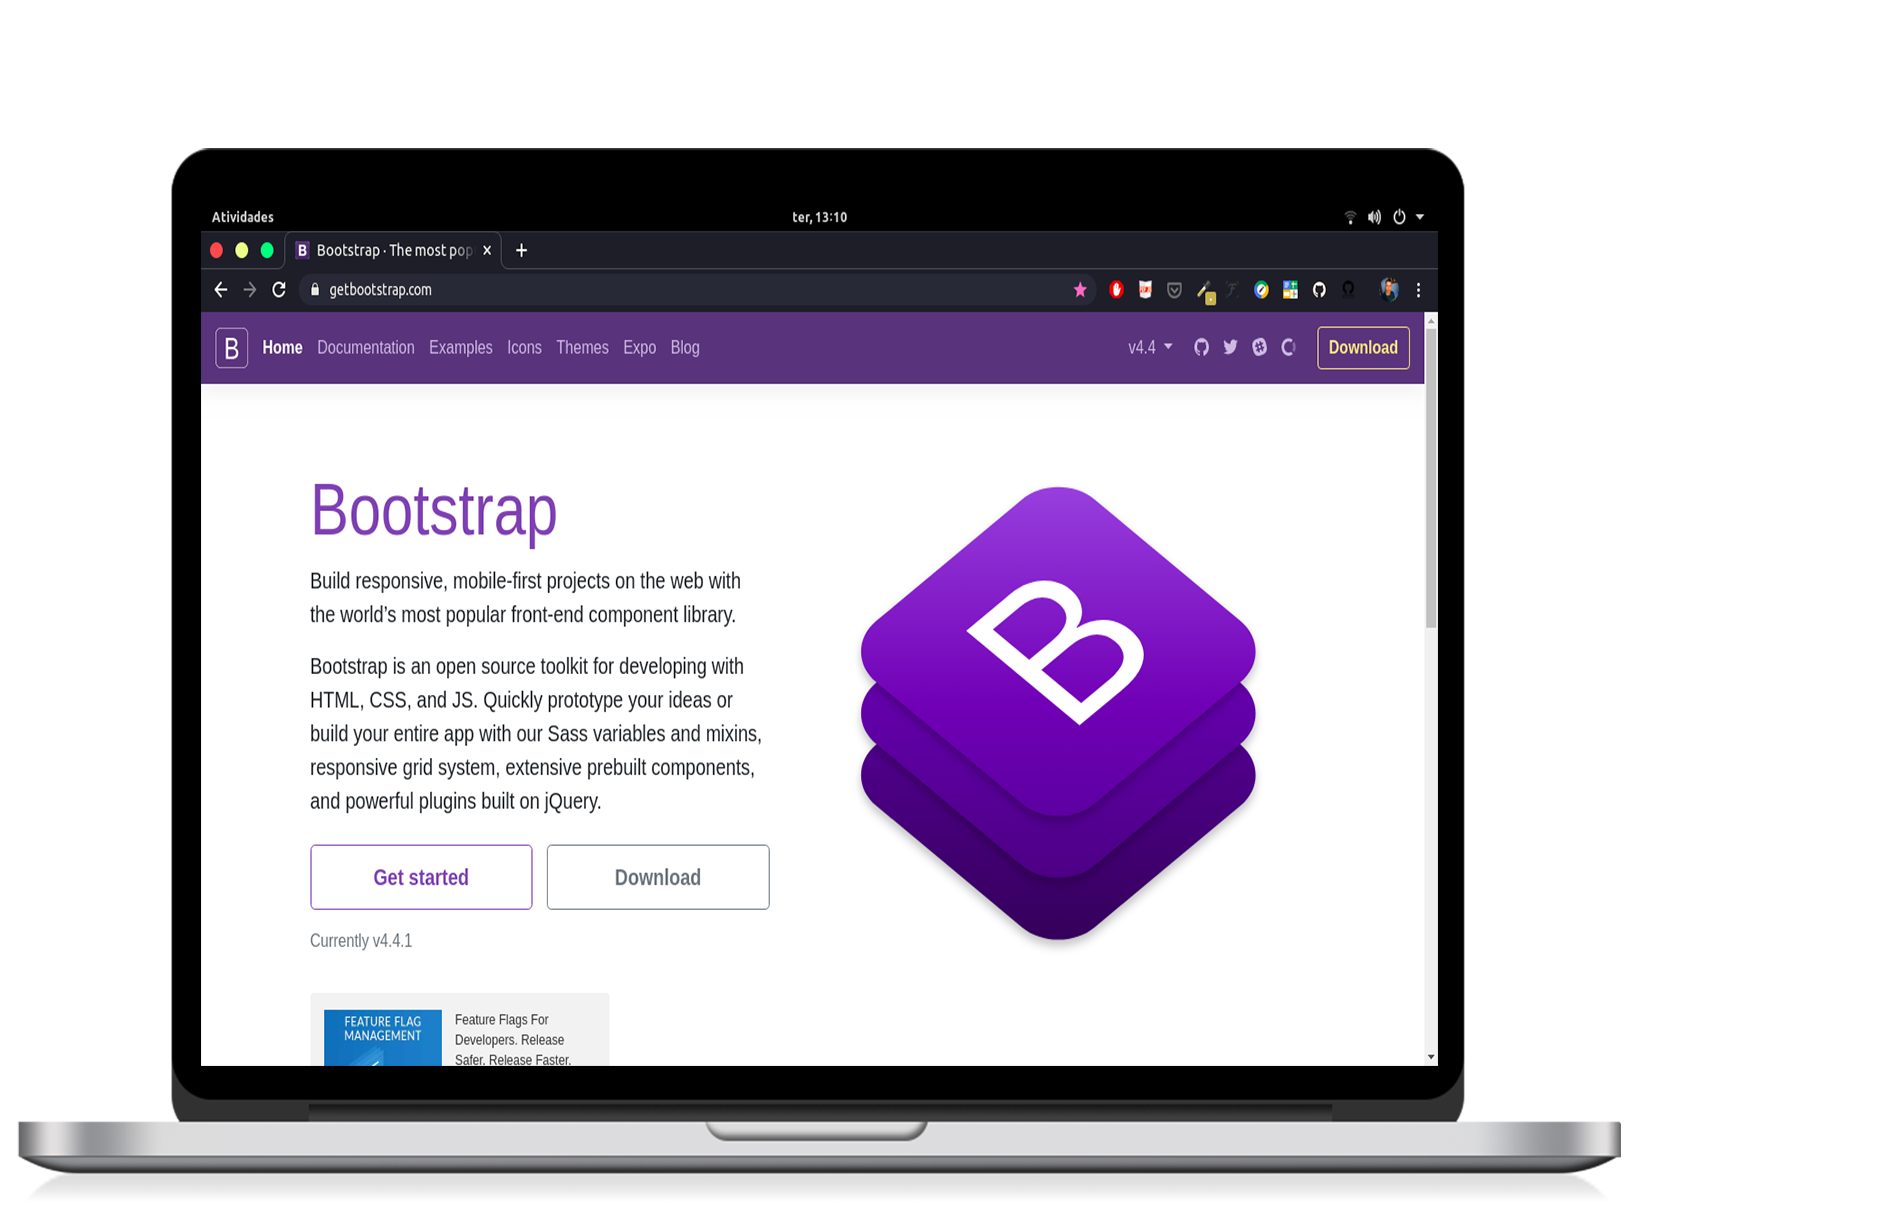 Atividades
ter, 13:10
B Bootstrap · The most pop
getbootstrap.com
B Home Documentation Examples Icons Themes Expo Blog v4.4 Download
Bootstrap
Build responsive, mobile-first projects on the web with
the world’s most popular front-end component library.
Bootstrap is an open source toolkit for developing with
HTML, CSS, and JS. Quickly prototype your ideas or
build your entire app with our Sass variables and mixins,
responsive grid system, extensive prebuilt components,
and powerful plugins built on jQuery.
B
Get started Download
Currently v4.4.1
FEATURE FLAG
MANAGEMENT
Feature Flags For
Developers. Release
Safer. Release Faster.